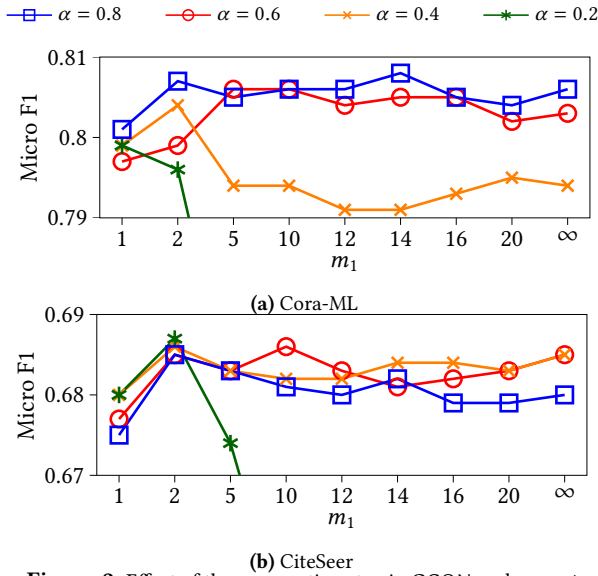 α = 0.8 α = 0.6 α = 0.4 α = 0.2
0.81
0.8
0.79
Micro F1
1 2 5 10 12 14 16 20 ∞
m₁
(a) Cora-ML
0.69
0.68
0.67
Micro F1
1 2 5 10 12 14 16 20 ∞
m₁
(b) CiteSeer